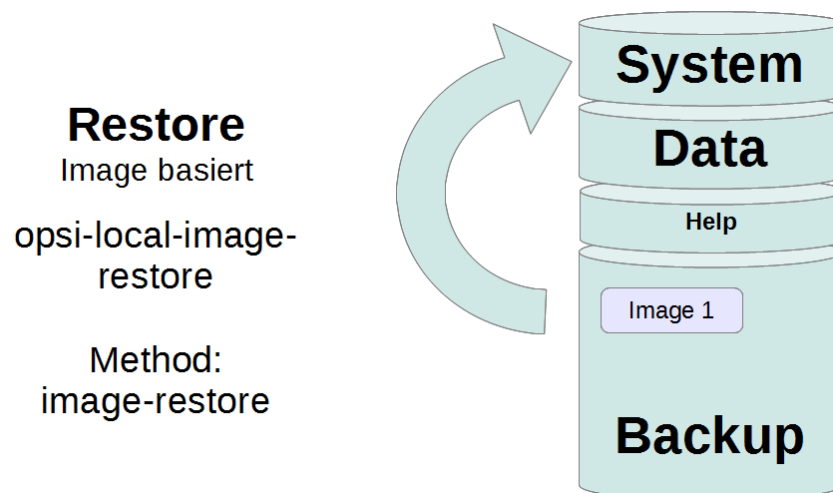 Restore
Image basiert
opsi-local-image-
restore
Method:
image-restore
System
Data
Help
Image 1
Backup